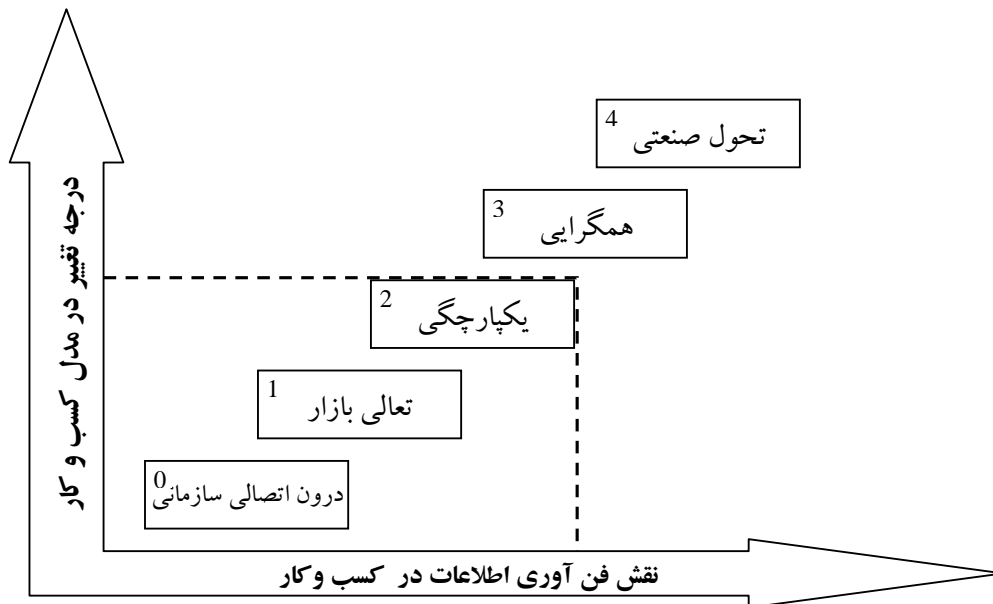 4 تحول صنعتی
3 همگرایی
2 یکپارچگی
1 تعالی بازار
0 درون اتصالی سازمانی
درجه تغییر در مدل کسب و کار
نقش فن آوری اطلاعات در کسب وکار